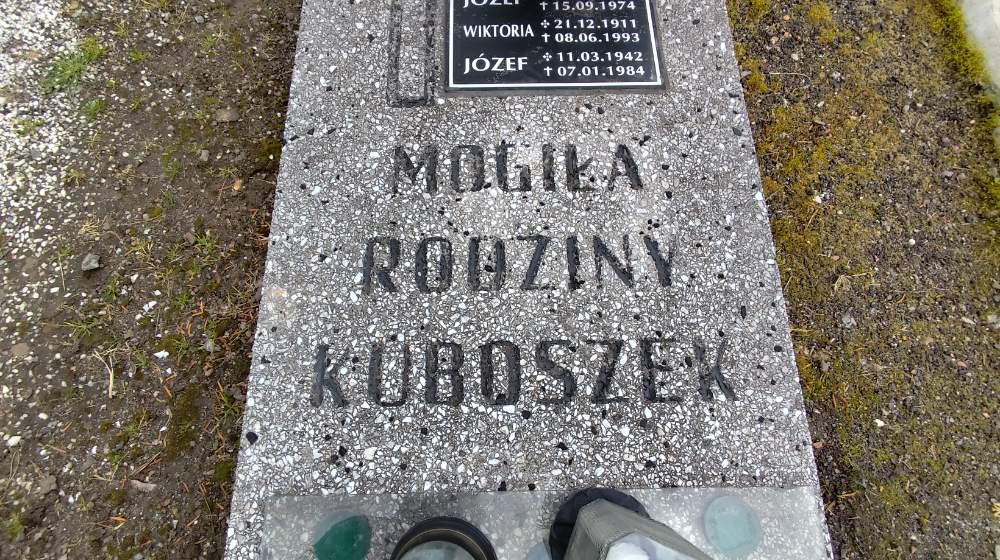 JÓZEF † 15.09.1974
WIKTORIA ✢ 21.12.1911
† 08.06.1993
JÓZEF ✢ 11.03.1942
† 07.01.1984
MOGIŁA
RODZINY
KUBOSZEK